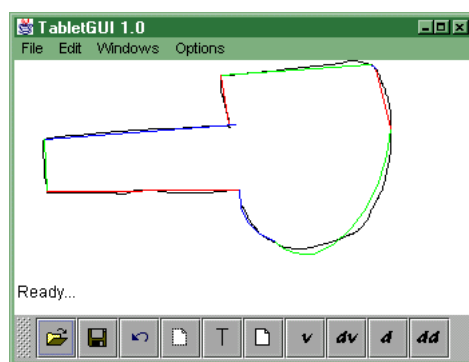 TabletGUI 1.0
File Edit Windows Options
Ready...
T v dv d dd